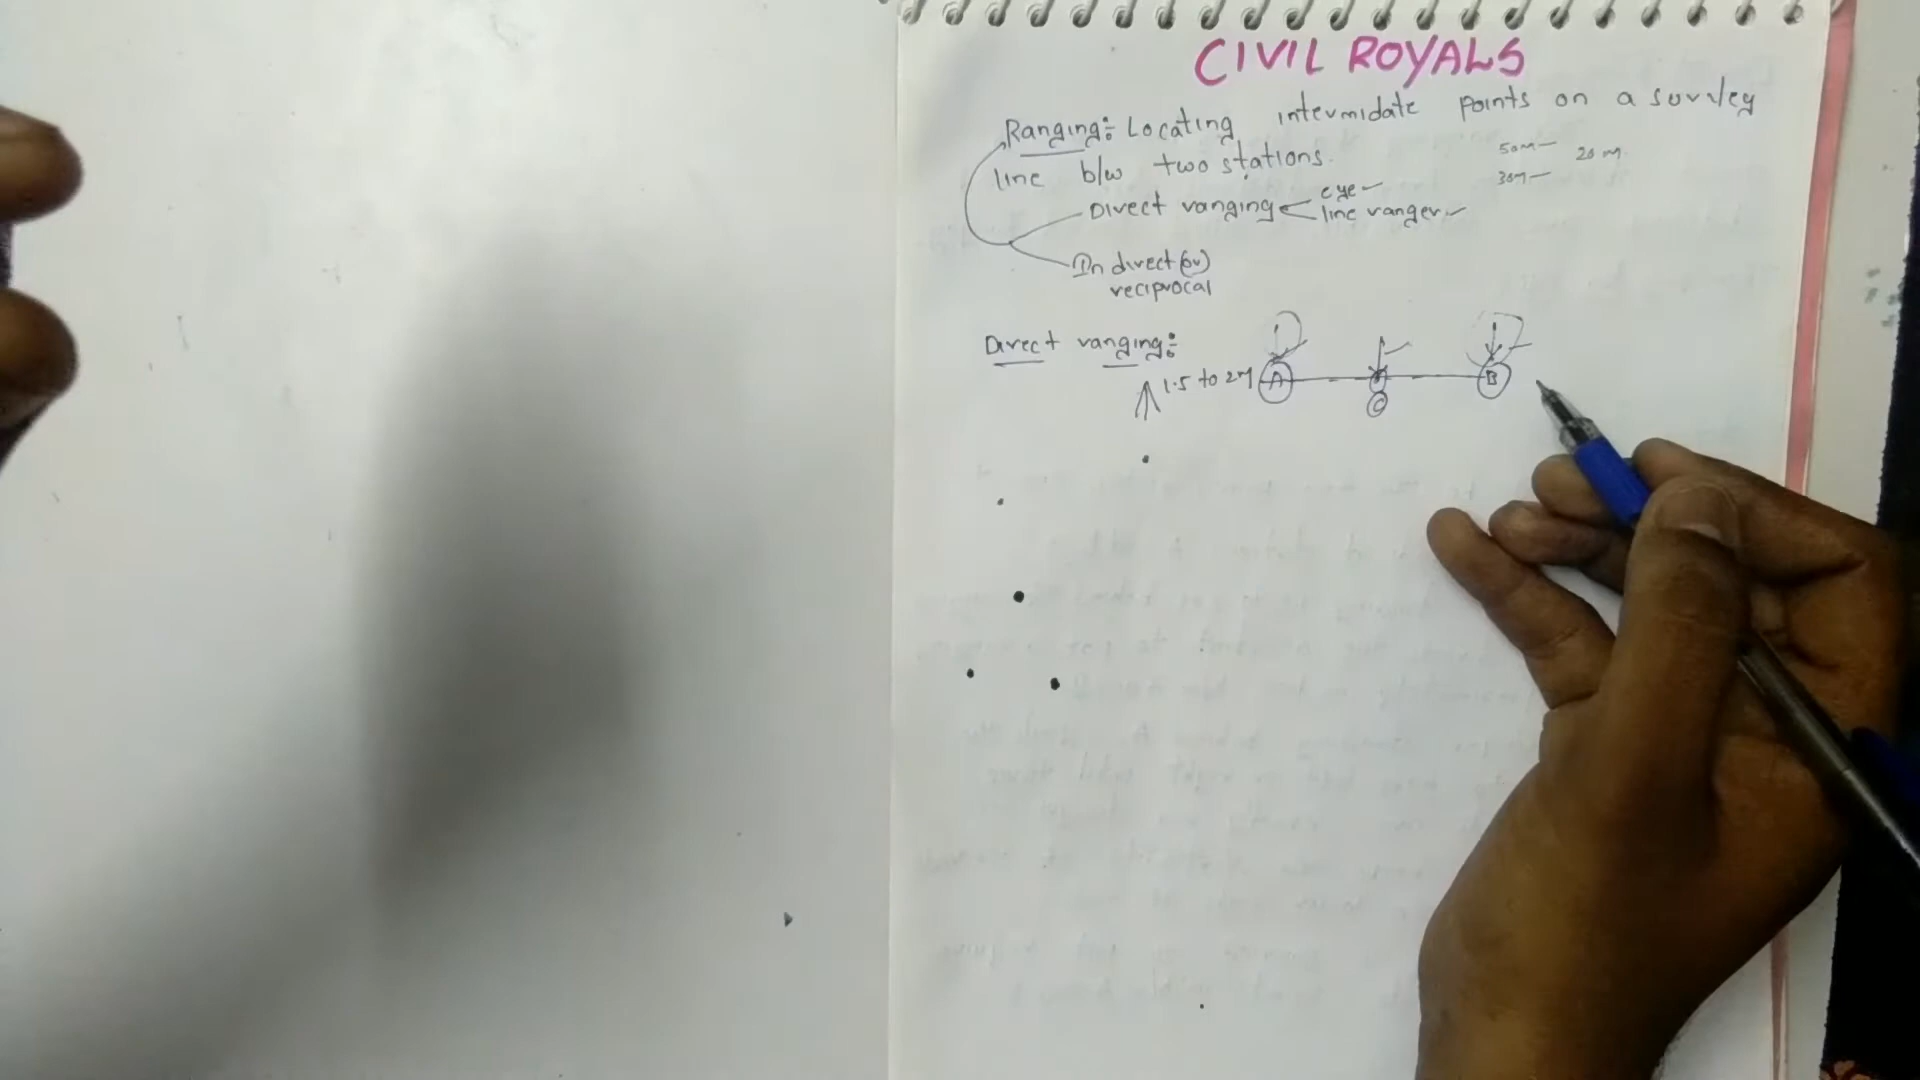 CIVIL ROYALS
Ranging: Locating intermidate points on a survey
line b/w two stations.
50m 20 m
30m
Direct ranging eye
line ranger
In direct (or)
reciprocal
Direct ranging:
1.5 to 2m A B
C